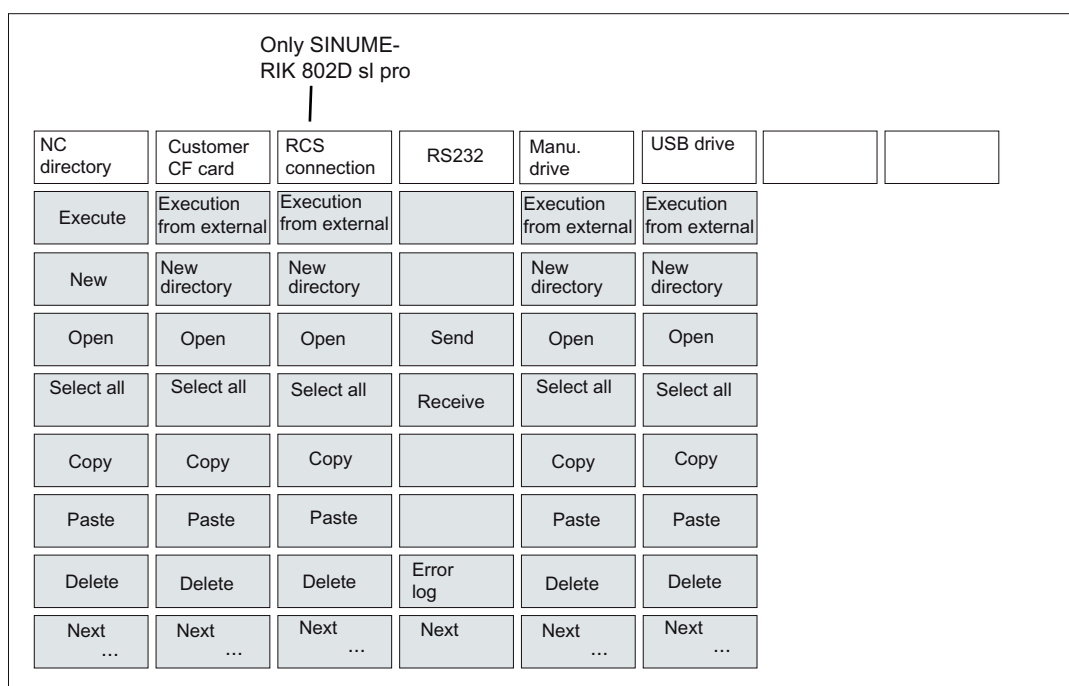 Only SINUME-
RIK 802D sl pro
NC directory Customer CF card RCS connection RS232 Manu. drive USB drive
Execute Execution from external Execution from external Execution from external Execution from external
New New directory New directory New directory New directory
Open Open Open Send Open Open
Select all Select all Select all Receive Select all Select all
Copy Copy Copy Copy Copy
Paste Paste Paste Paste Paste
Delete Delete Delete Error log Delete Delete
Next ... Next ... Next ... Next Next ... Next ...